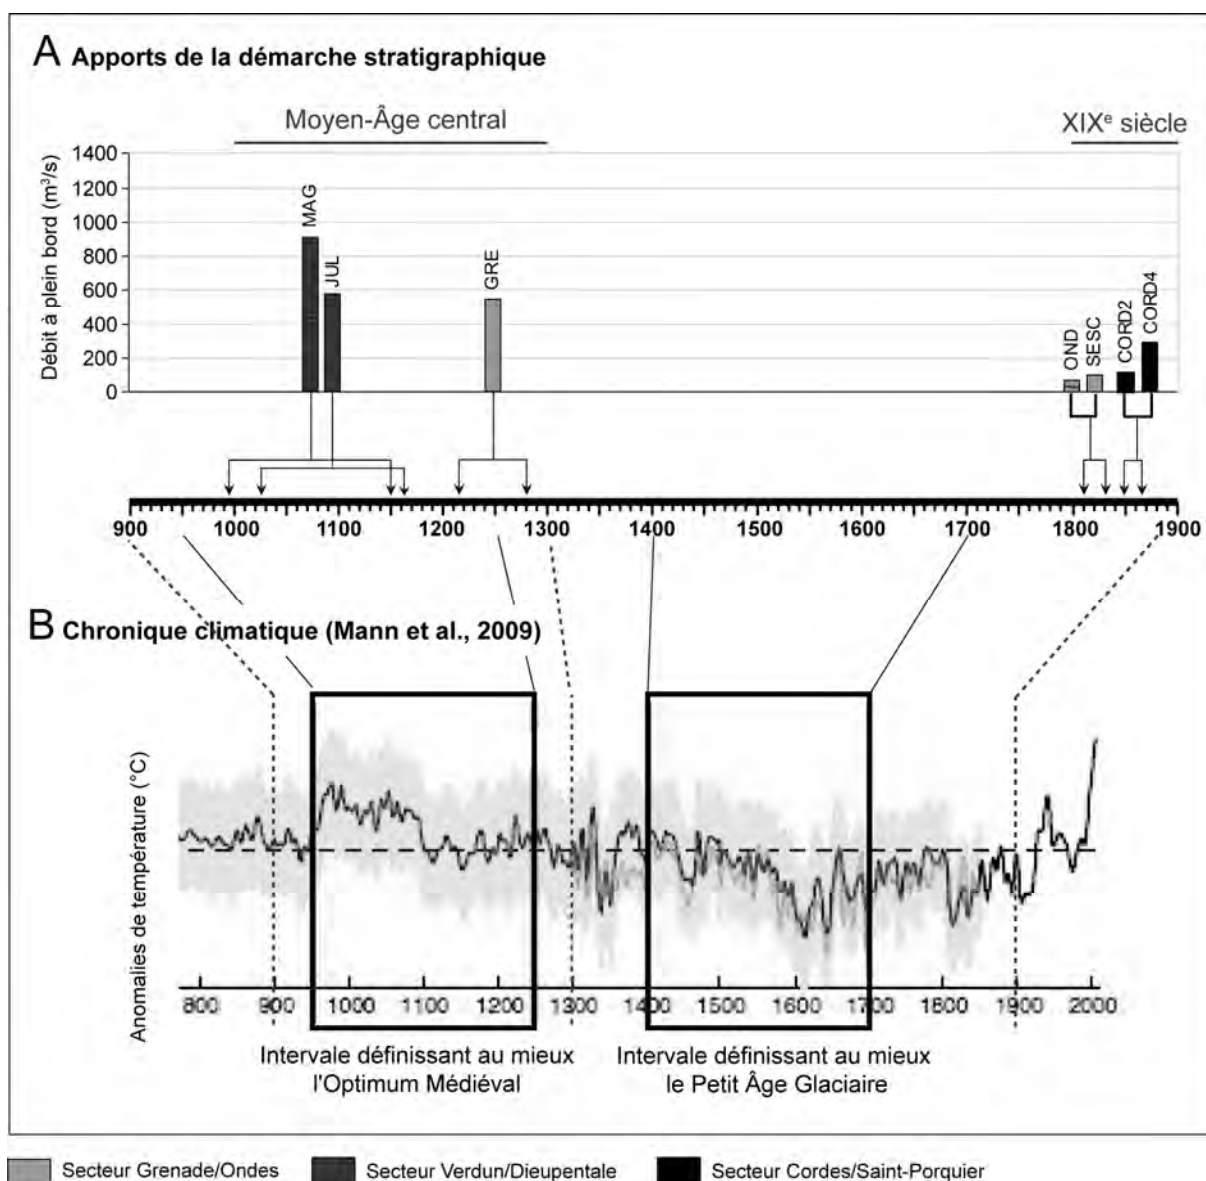 A Apports de la démarche stratigraphique
Moyen-Âge central
XIXe siècle
Débit à plein bord (m³/s)
1400
1200
1000
800
600
400
200
0
MAG
JUL
GRE
OND
SESC
CORD2
CORD4
900 1000 1100 1200 1300 1400 1500 1600 1700 1800 1900
B Chronique climatique (Mann et al., 2009)
Anomalies de température (°C)
800 900 1000 1100 1200 1300 1400 1500 1600 1700 1800 1900 2000
Intervale définissant au mieux
l'Optimum Médiéval
Intervale définissant au mieux
le Petit Âge Glaciaire
Secteur Grenade/Ondes
Secteur Verdun/Dieupentale
Secteur Cordes/Saint-Porquier